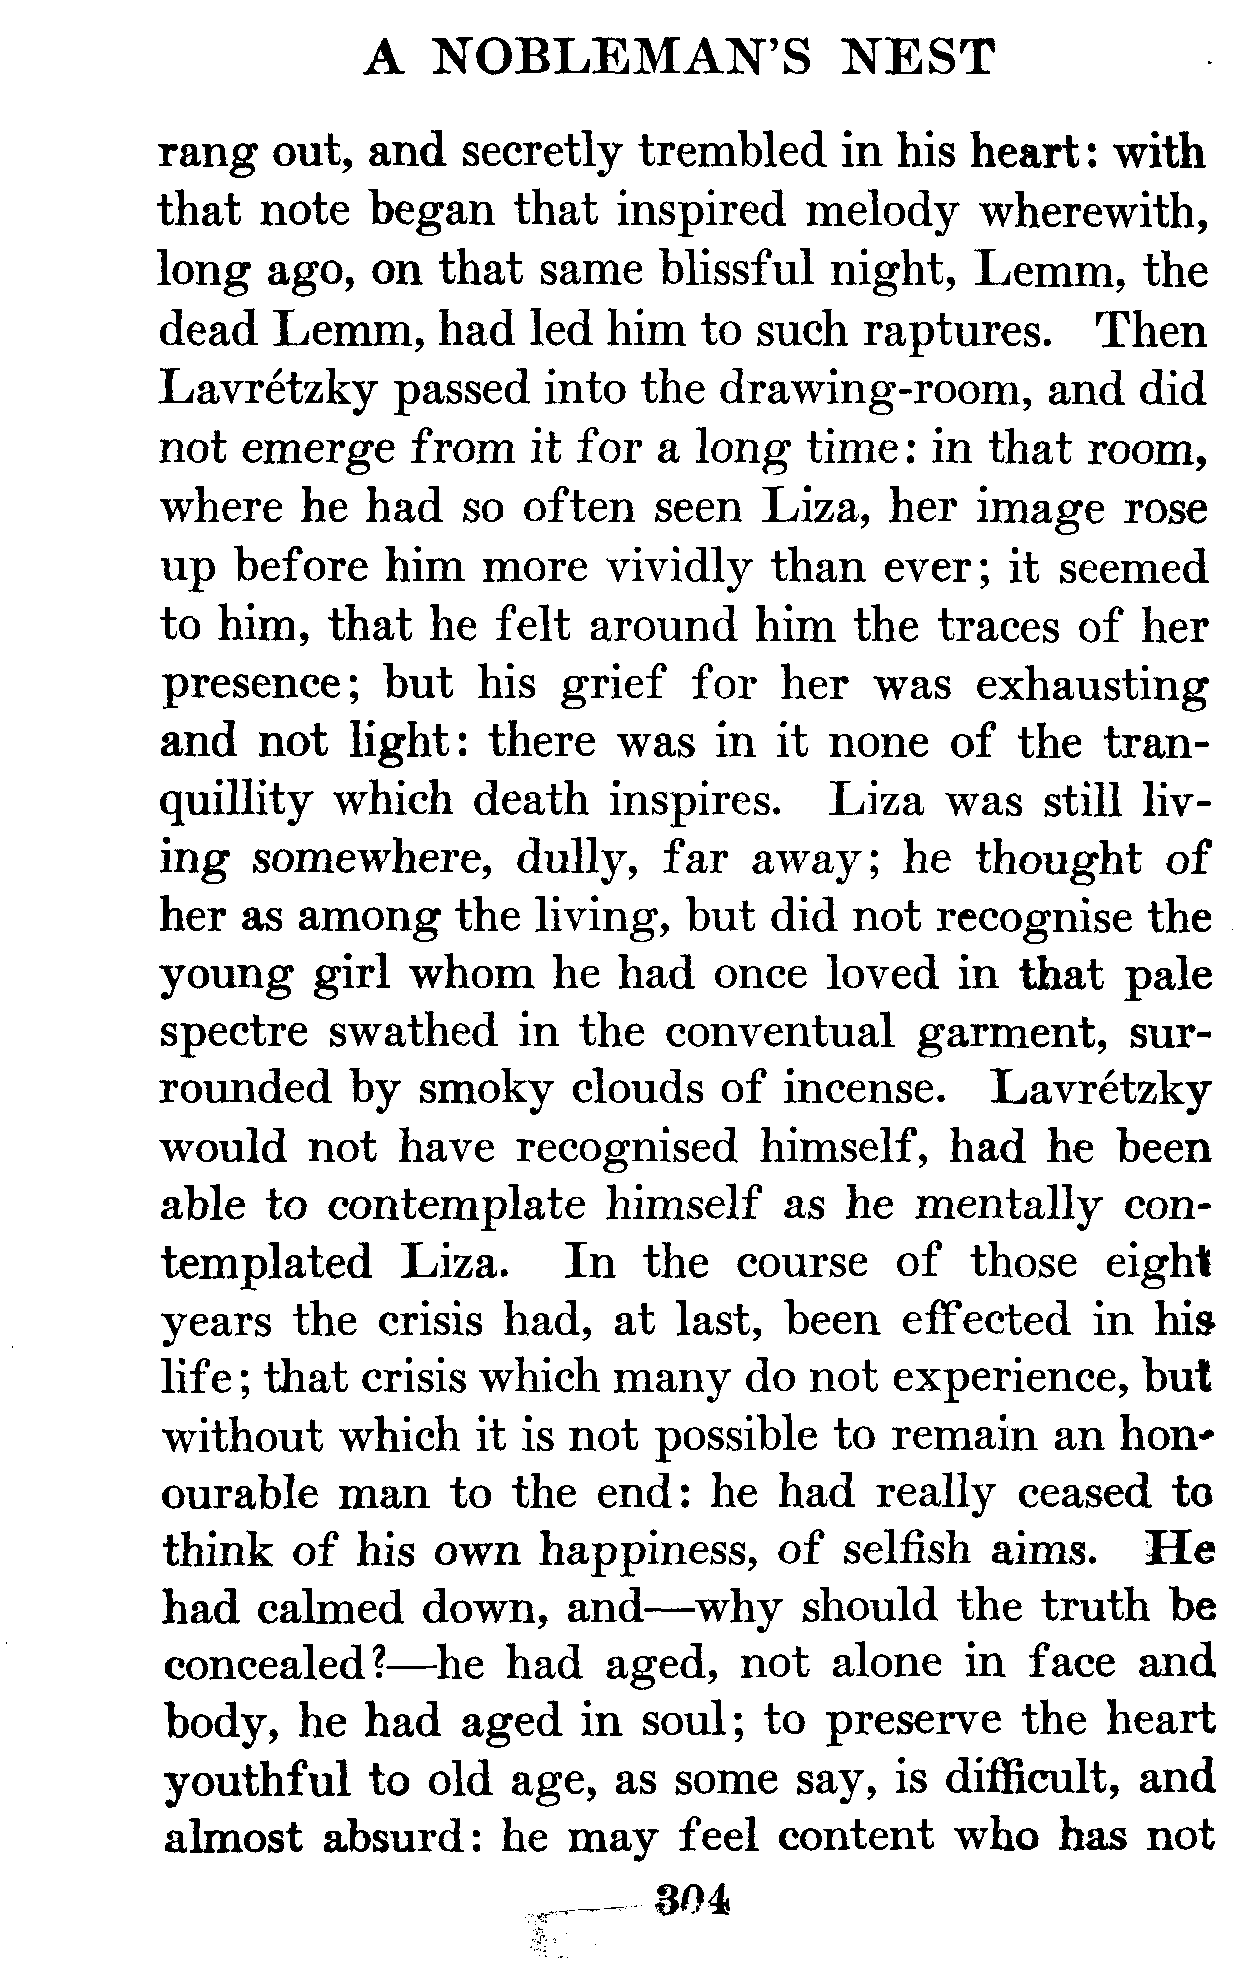 A NOBLEMAN'S NEST
rang out, and secretly trembled in his heart: with
that note began that inspired melody wherewith,
long ago, on that same blissful night, Lemm, the
dead Lemm, had led him to such raptures. Then
Lavrétzky passed into the drawing-room, and did
not emerge from it for a long time: in that room,
where he had so often seen Liza, her image rose
up before him more vividly than ever; it seemed
to him, that he felt around him the traces of her
presence; but his grief for her was exhausting
and not light: there was in it none of the tran-
quillity which death inspires. Liza was still liv-
ing somewhere, dully, far away; he thought of
her as among the living, but did not recognise the
young girl whom he had once loved in that pale
spectre swathed in the conventual garment, sur-
rounded by smoky clouds of incense. Lavrétzky
would not have recognised himself, had he been
able to contemplate himself as he mentally con-
templated Liza. In the course of those eight
years the crisis had, at last, been effected in his
life; that crisis which many do not experience, but
without which it is not possible to remain an hon-
ourable man to the end: he had really ceased to
think of his own happiness, of selfish aims. He
had calmed down, and—why should the truth be
concealed?—he had aged, not alone in face and
body, he had aged in soul; to preserve the heart
youthful to old age, as some say, is difficult, and
almost absurd: he may feel content who has not
304